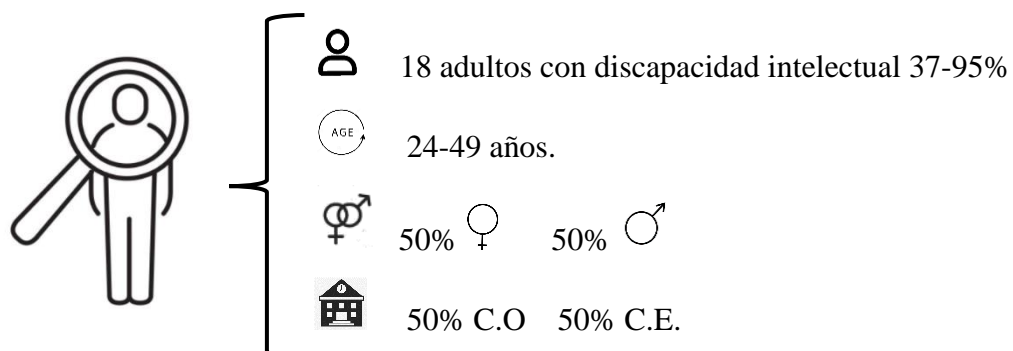 18 adultos con discapacidad intelectual 37-95%
AGE
24-49 años.
50% 50%
50% C.O 50% C.E.